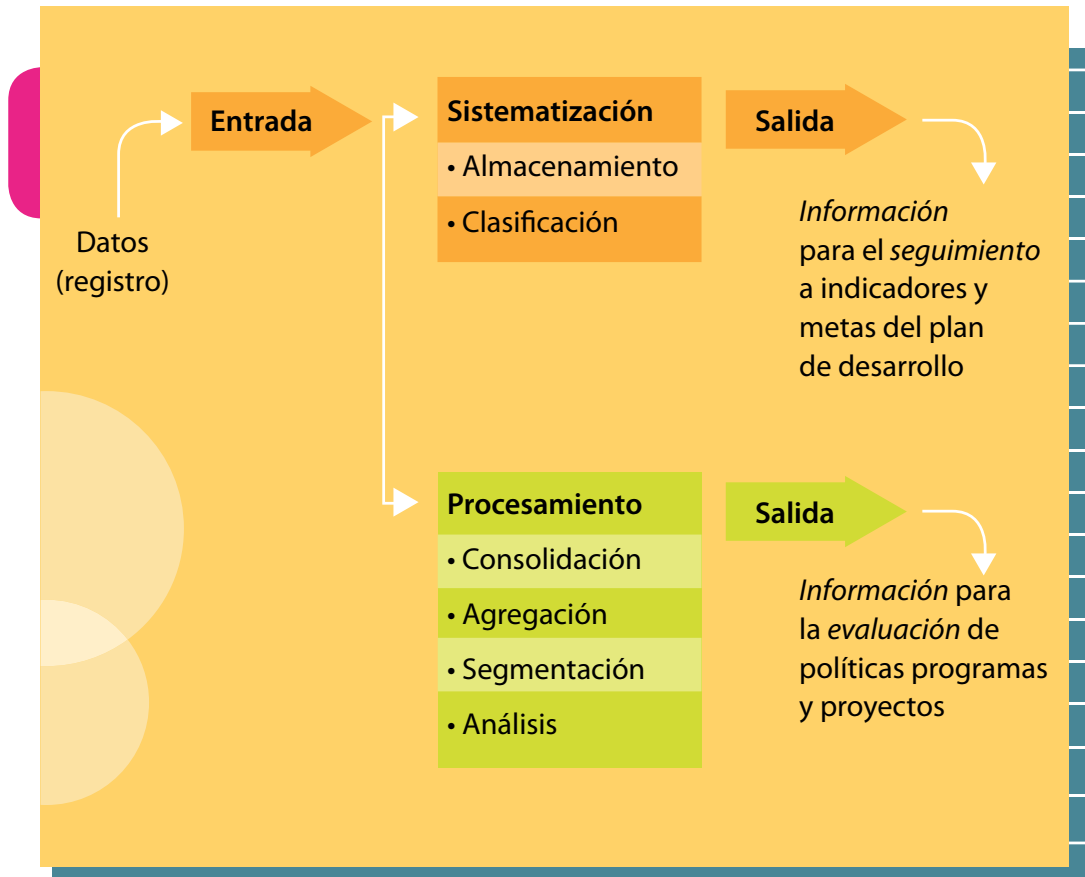 Datos
(registro)
Entrada
Sistematización
• Almacenamiento
• Clasificación
Salida
Información
para el seguimiento
a indicadores y
metas del plan
de desarrollo
Procesamiento
• Consolidación
• Agregación
• Segmentación
• Análisis
Salida
Información para
la evaluación de
políticas programas
y proyectos